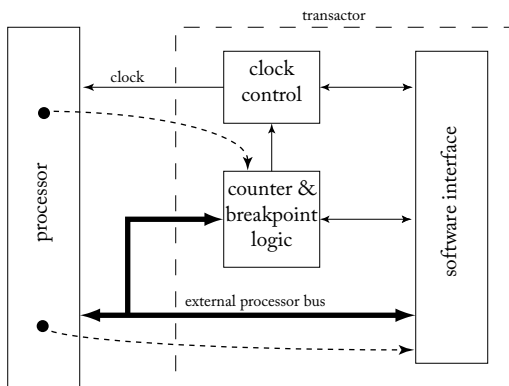 transactor
clock
clock
control
processor
counter &
breakpoint
logic
software interface
external processor bus